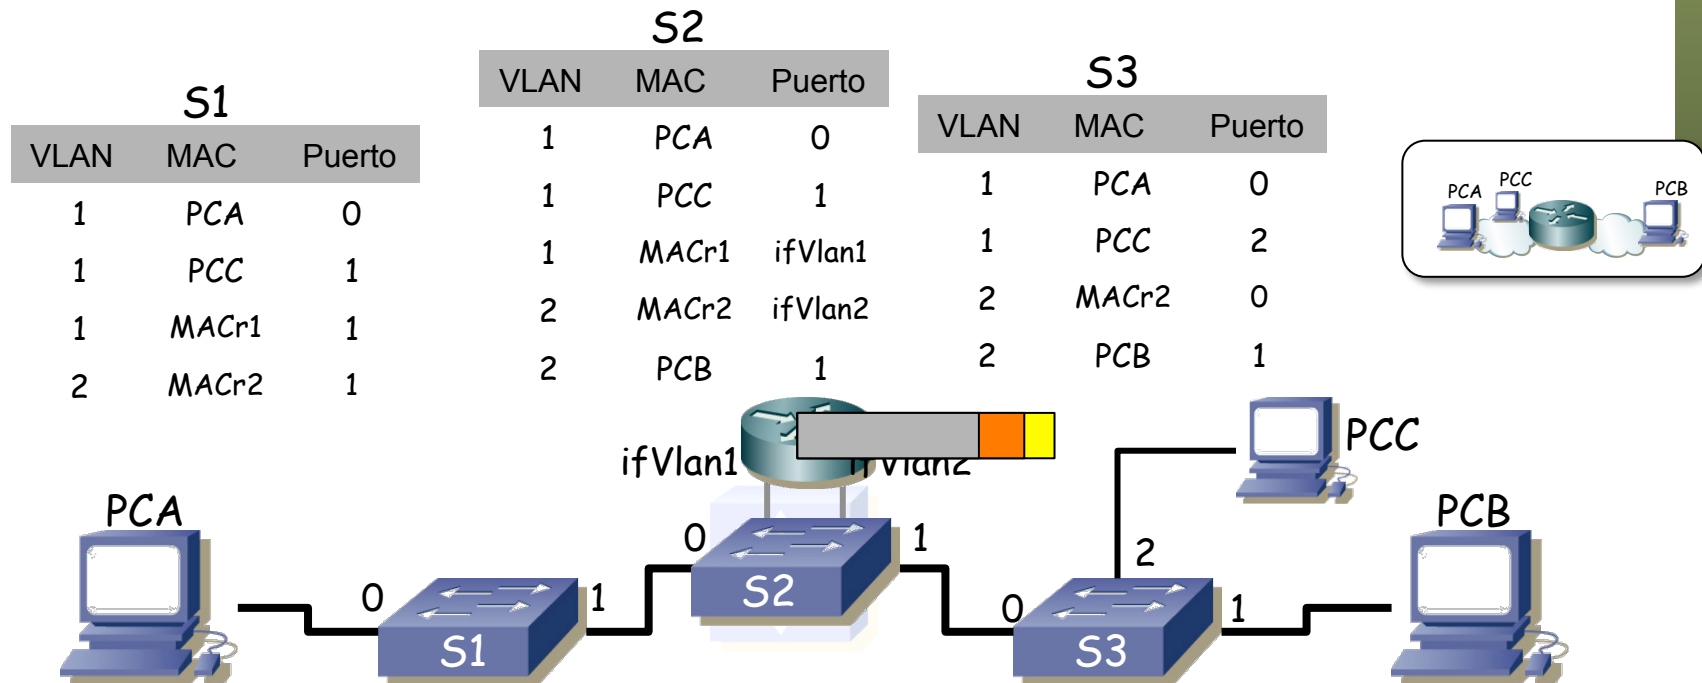 S1
VLAN MAC Puerto
1 PCA 0
1 PCC 1
1 MACr1 1
2 MACr2 1
S2
VLAN MAC Puerto
1 PCA 0
1 PCC 1
1 MACr1 ifVlan1
2 MACr2 ifVlan2
2 PCB 1
S3
VLAN MAC Puerto
1 PCA 0
1 PCC 2
2 MACr2 0
2 PCB 1
PCA PCC PCB
ifVlan1 ifVlan2
PCC
PCA
PCB
0 1 2
0 1 0 1
S1 S2 S3